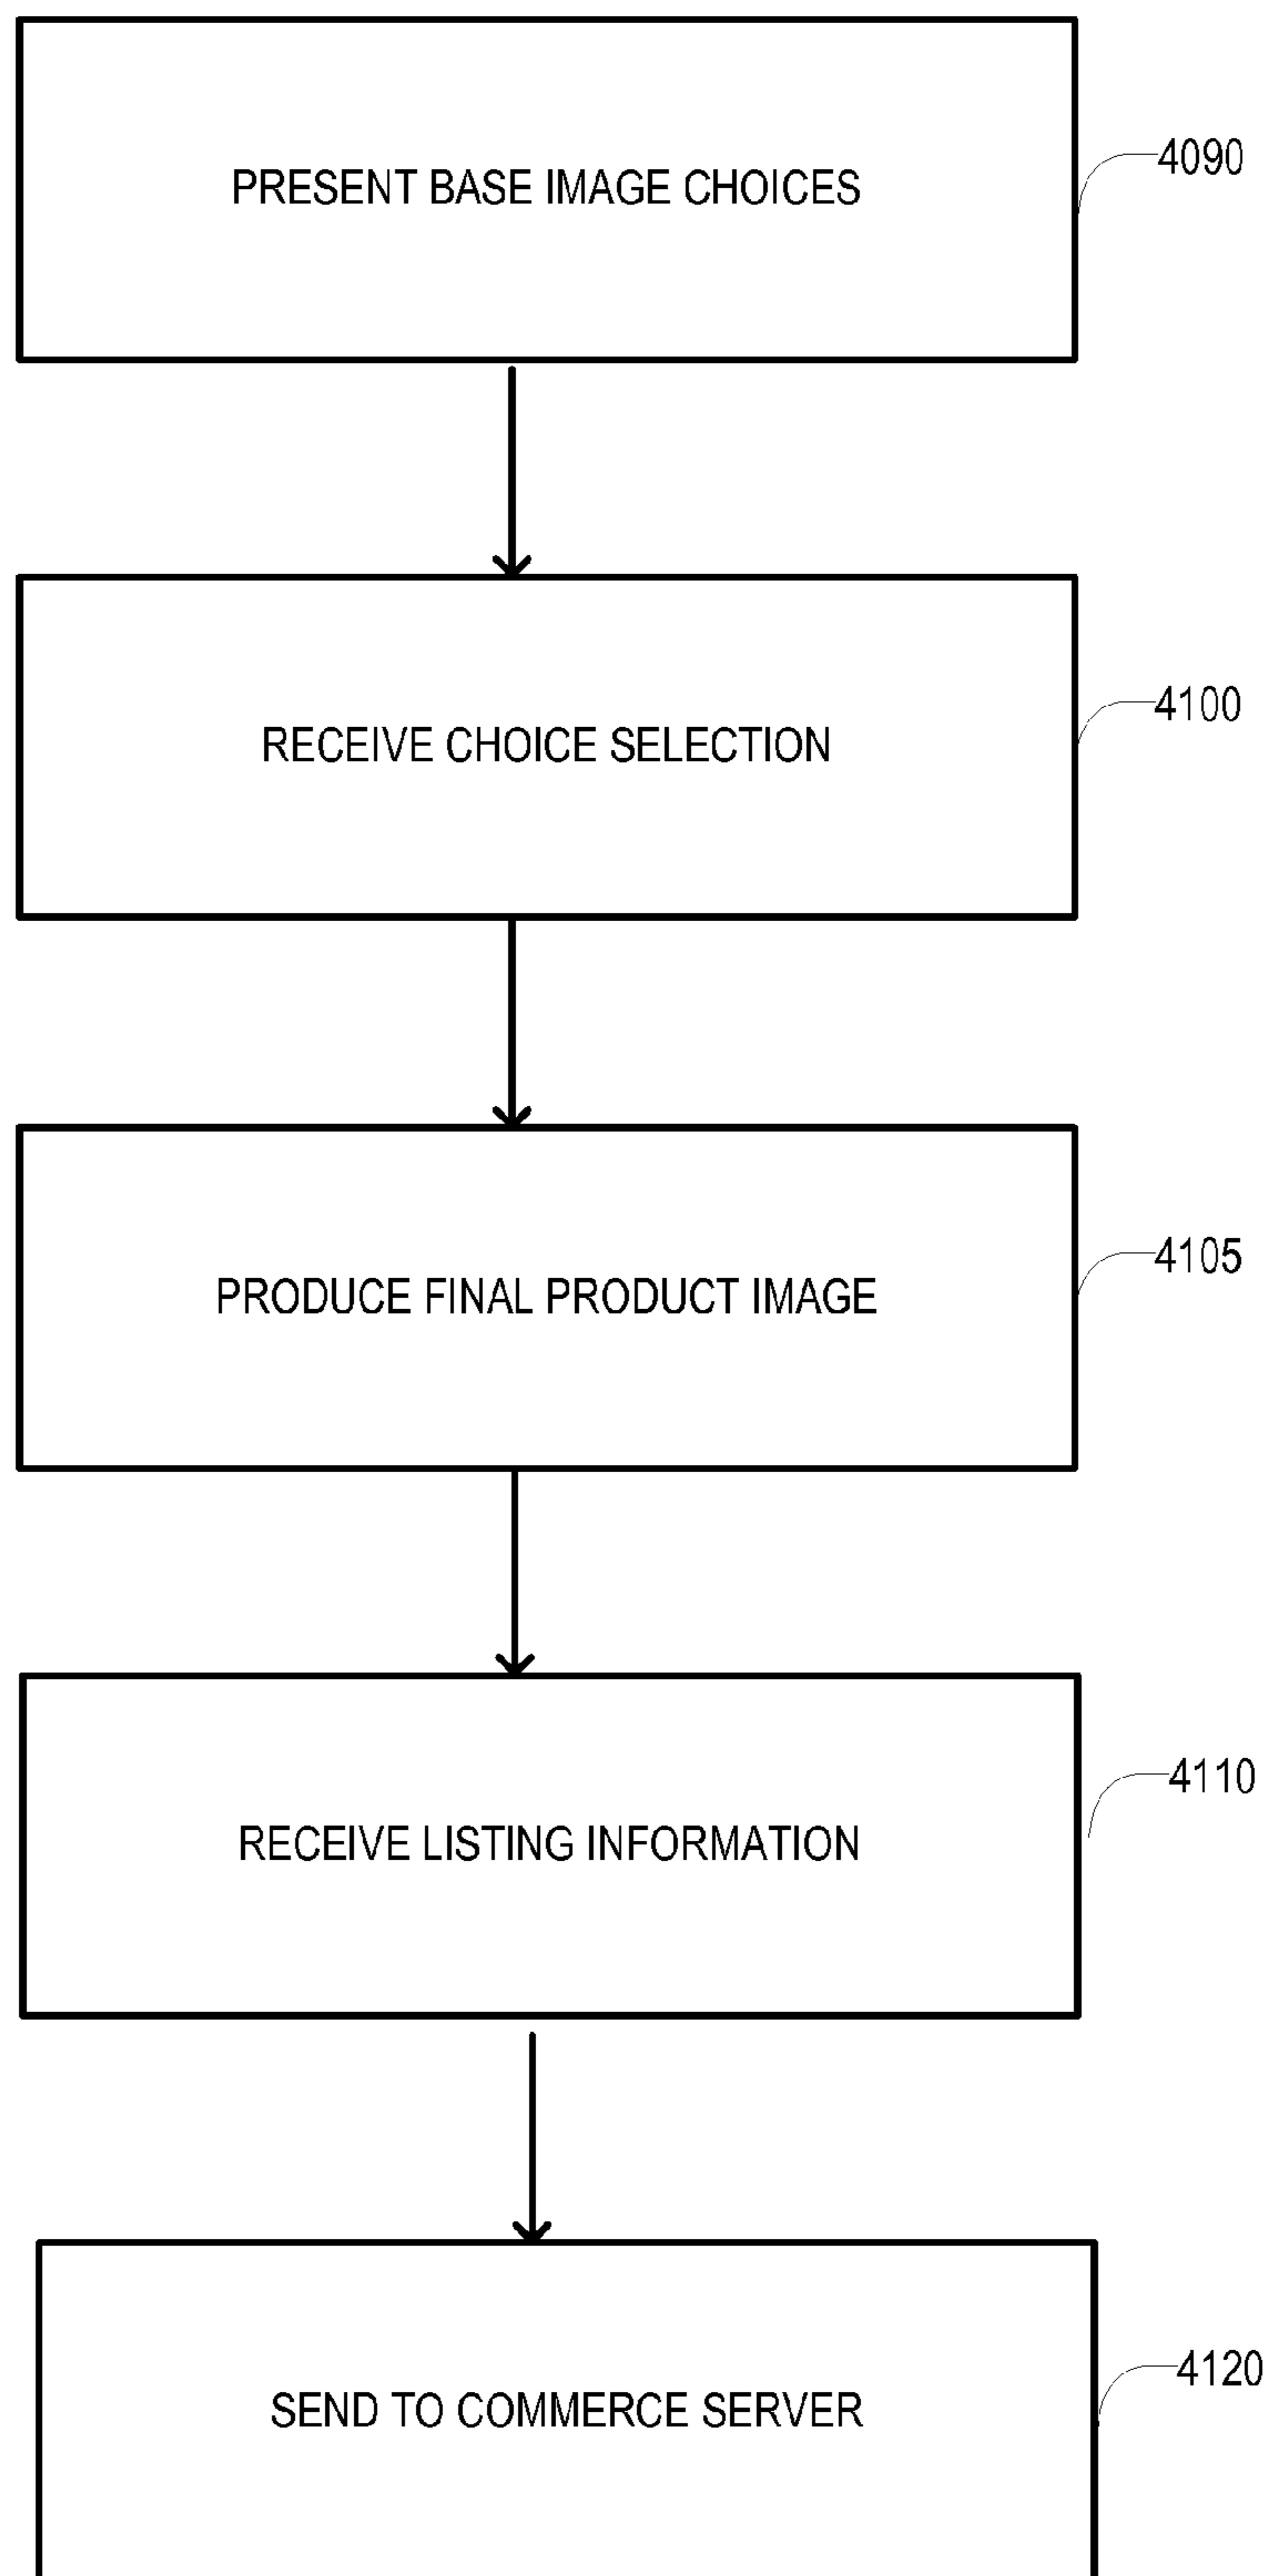 PRESENT BASE IMAGE CHOICES
4090
RECEIVE CHOICE SELECTION
4100
PRODUCE FINAL PRODUCT IMAGE
4105
RECEIVE LISTING INFORMATION
4110
SEND TO COMMERCE SERVER
4120